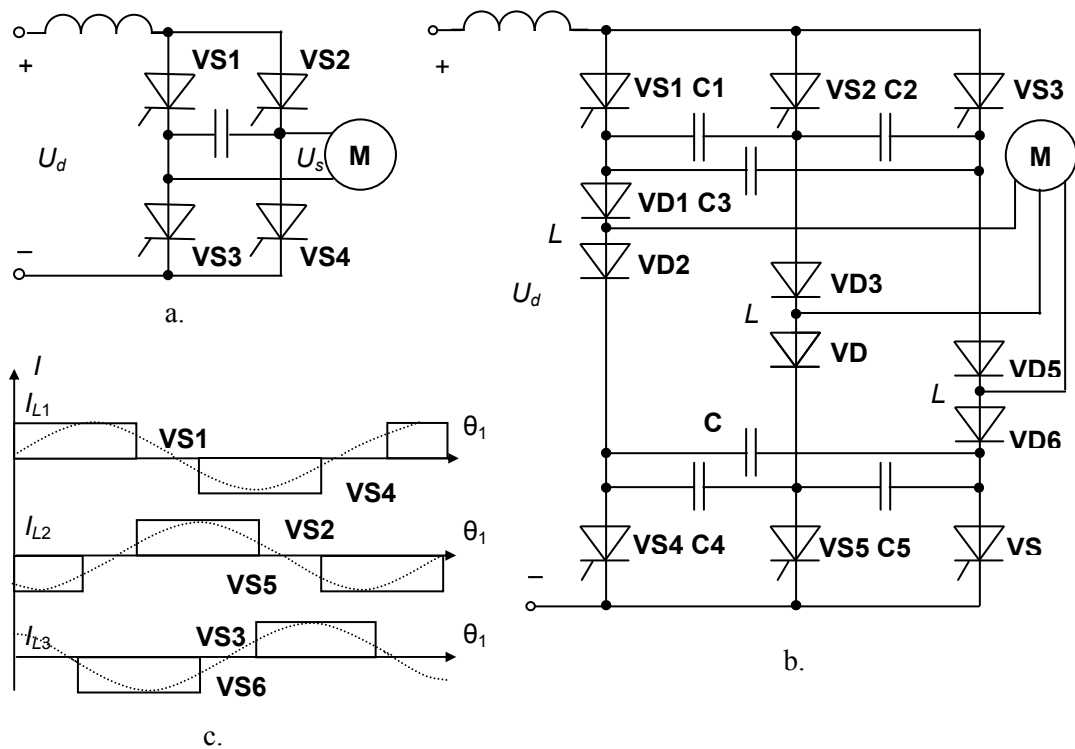 VS1
VS2
+
U_d
U_s
M
VS3
VS4
−
a.
+
VS1 C1
VS2 C2
VS3
M
VD1 C3
L
VD2
U_d
VD3
L
VD
VD5
L
VD6
C
VS4 C4
VS5 C5
VS
−
b.
I
I_L1
θ1
VS1
VS4
I_L2
θ1
VS2
VS5
I_L3
θ1
VS3
VS6
c.